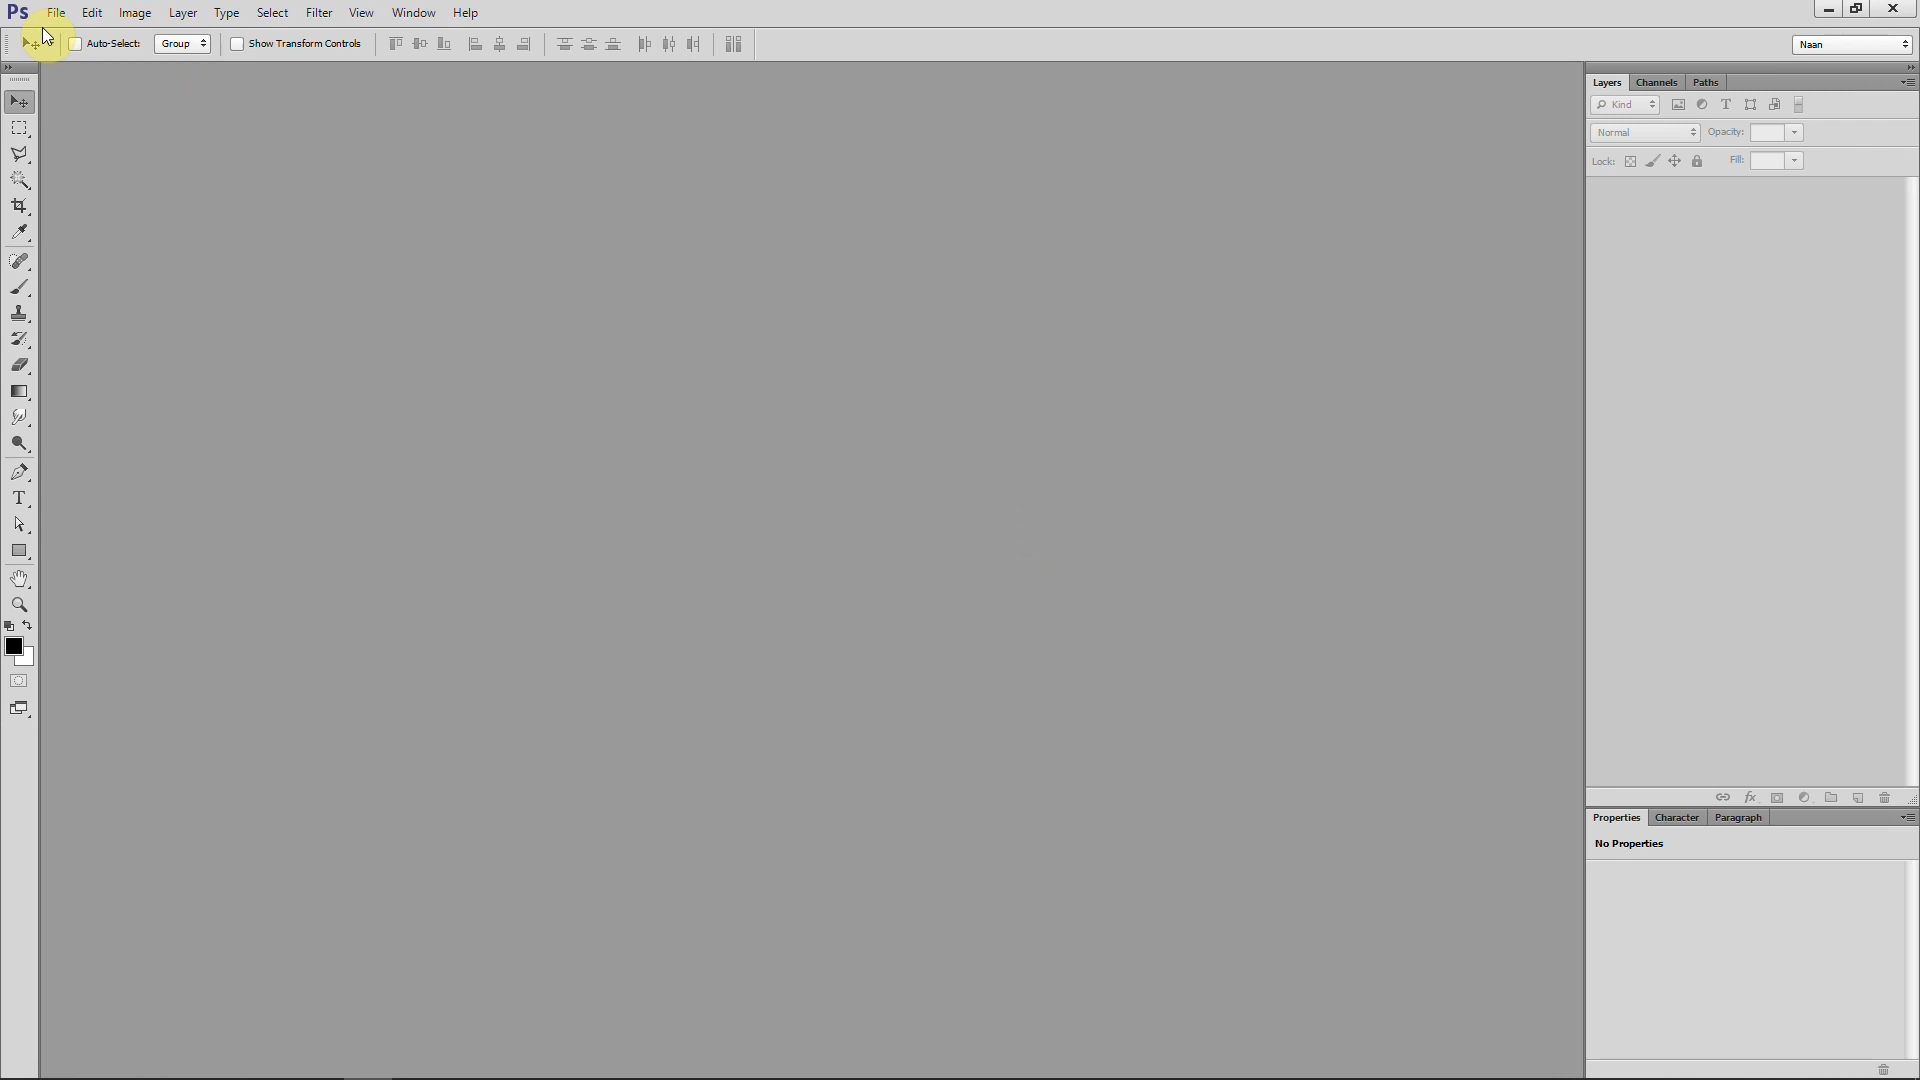 Ps File Edit Image Layer Type Select Filter View Window Help
Auto-Select: Group Show Transform Controls Naan
Layers Channels Paths
Kind
Normal Opacity:
Lock: Fill:
T
fx
Properties Character Paragraph
No Properties